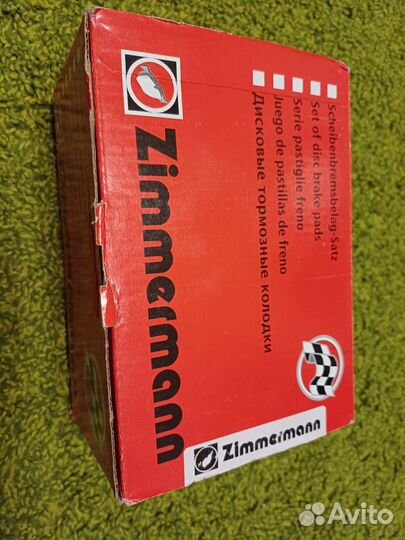 Zimmermann
Scheibenbremsbelag-Satz
Set of disc brake pads
Serie pastiglie freno
Juego de pastillas de freno
Дисковые тормозные колодки
Zimmermann
Avito